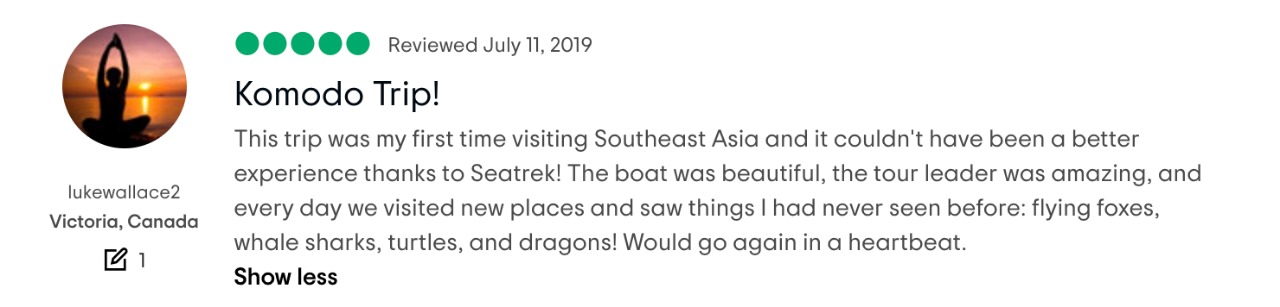 Reviewed July 11, 2019
Komodo Trip!
This trip was my first time visiting Southeast Asia and it couldn't have been a better
experience thanks to Seatrek! The boat was beautiful, the tour leader was amazing, and
every day we visited new places and saw things I had never seen before: flying foxes,
whale sharks, turtles, and dragons! Would go again in a heartbeat.
Show less
lukewallace2
Victoria, Canada
1